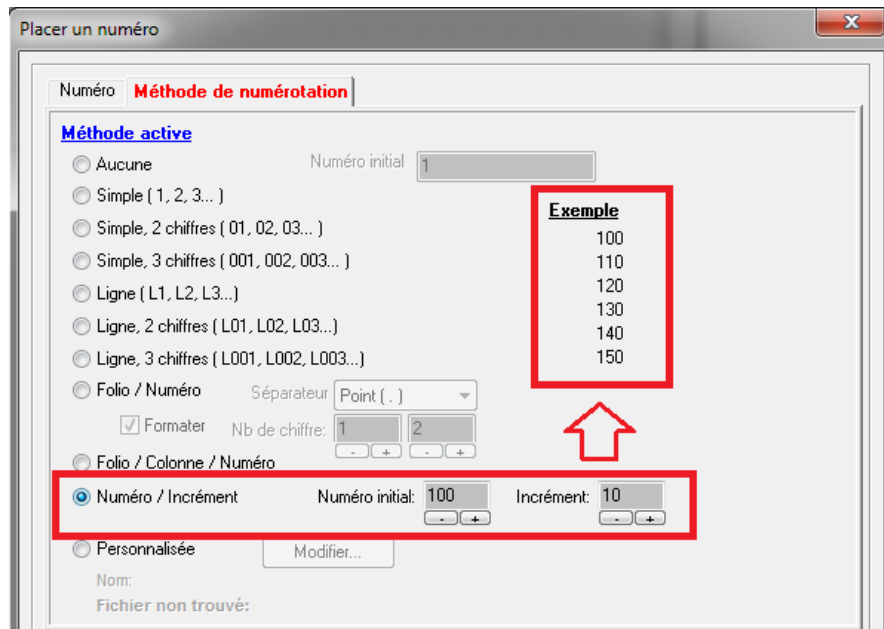 Placer un numéro
Numéro Méthode de numérotation
Méthode active
Aucune Numéro initial 1
Simple ( 1, 2, 3... )
Simple, 2 chiffres ( 01, 02, 03... )
Simple, 3 chiffres ( 001, 002, 003... )
Ligne ( L1, L2, L3...)
Ligne, 2 chiffres ( L01, L02, L03...)
Ligne, 3 chiffres ( L001, L002, L003...)
Exemple
100
110
120
130
140
150
Folio / Numéro Séparateur Point ( . )
Formater Nb de chiffre: 1 2
- + - +
Folio / Colonne / Numéro
Numéro / Incrément Numéro initial: 100 Incrément: 10
- + - +
Personnalisée Modifier...
Nom:
Fichier non trouvé: